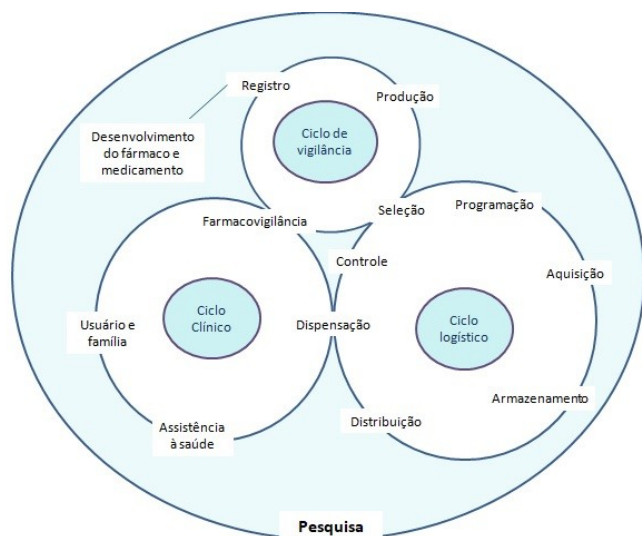 Registro
Produção
Desenvolvimento
do fármaco e
medicamento
Ciclo de
vigilância
Farmacovigilância
Seleção
Programação
Controle
Aquisição
Ciclo
Clínico
Usuário e
família
Dispensação
Ciclo
logístico
Armazenamento
Distribuição
Assistência
à saúde
Pesquisa